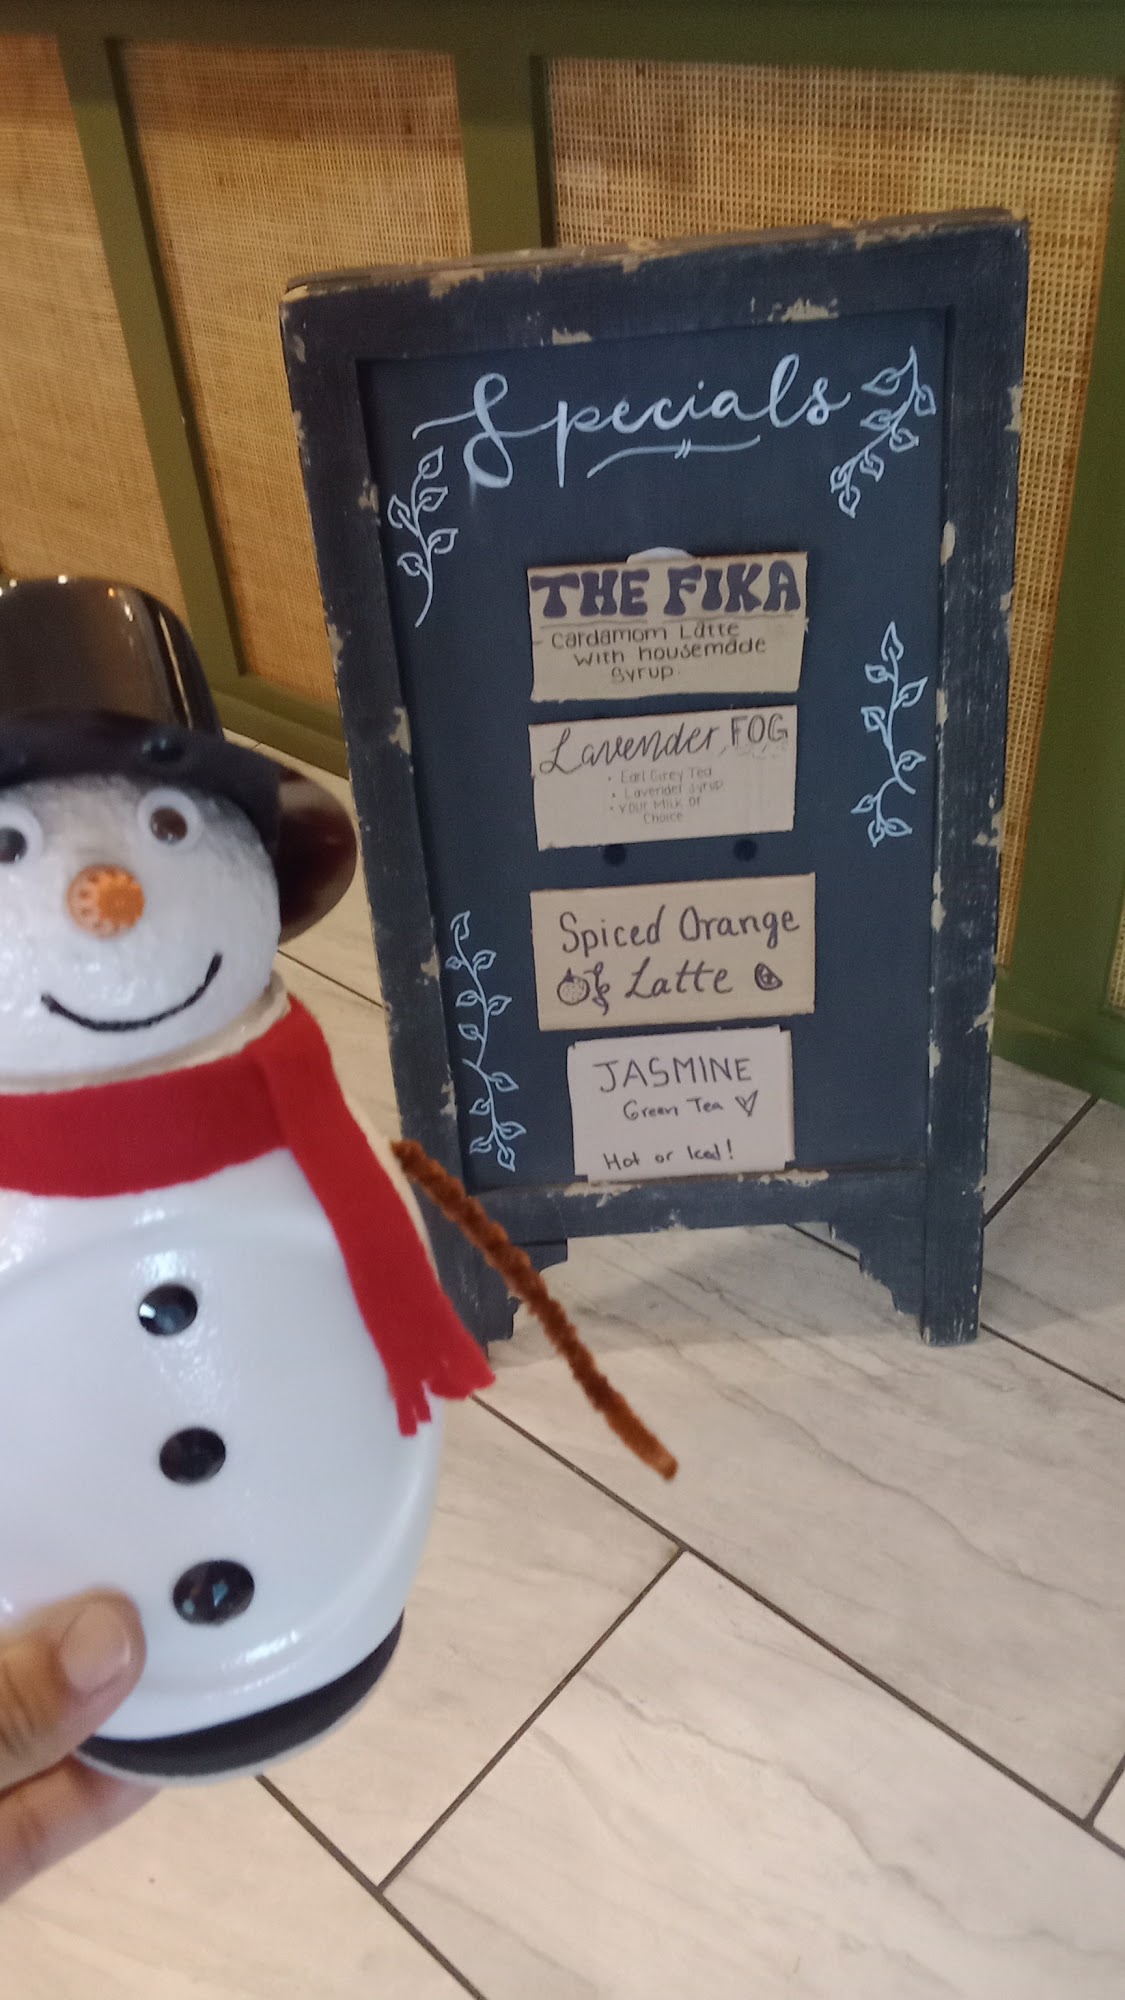 Specials
THE FIKA
Cardamom Latte
with housemade
syrup.
Lavender FOG
• Earl Grey Tea
• Lavender Syrup
• Your Milk of
Choice
Spiced Orange
Latte
JASMINE
Green Tea
Hot or Iced!